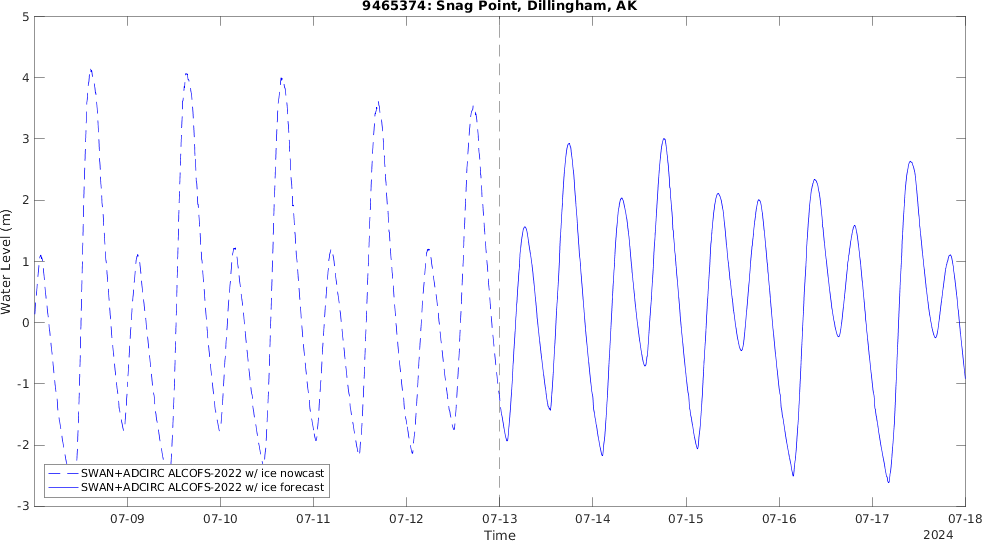 9465374: Snag Point, Dillingham, AK
5
4
3
2
1
0
-1
-2
-3
Water Level (m)
SWAN+ADCIRC ALCOFS-2022 w/ ice nowcast
SWAN+ADCIRC ALCOFS-2022 w/ ice forecast
07-09 07-10 07-11 07-12 07-13 07-14 07-15 07-16 07-17 07-18
Time
2024